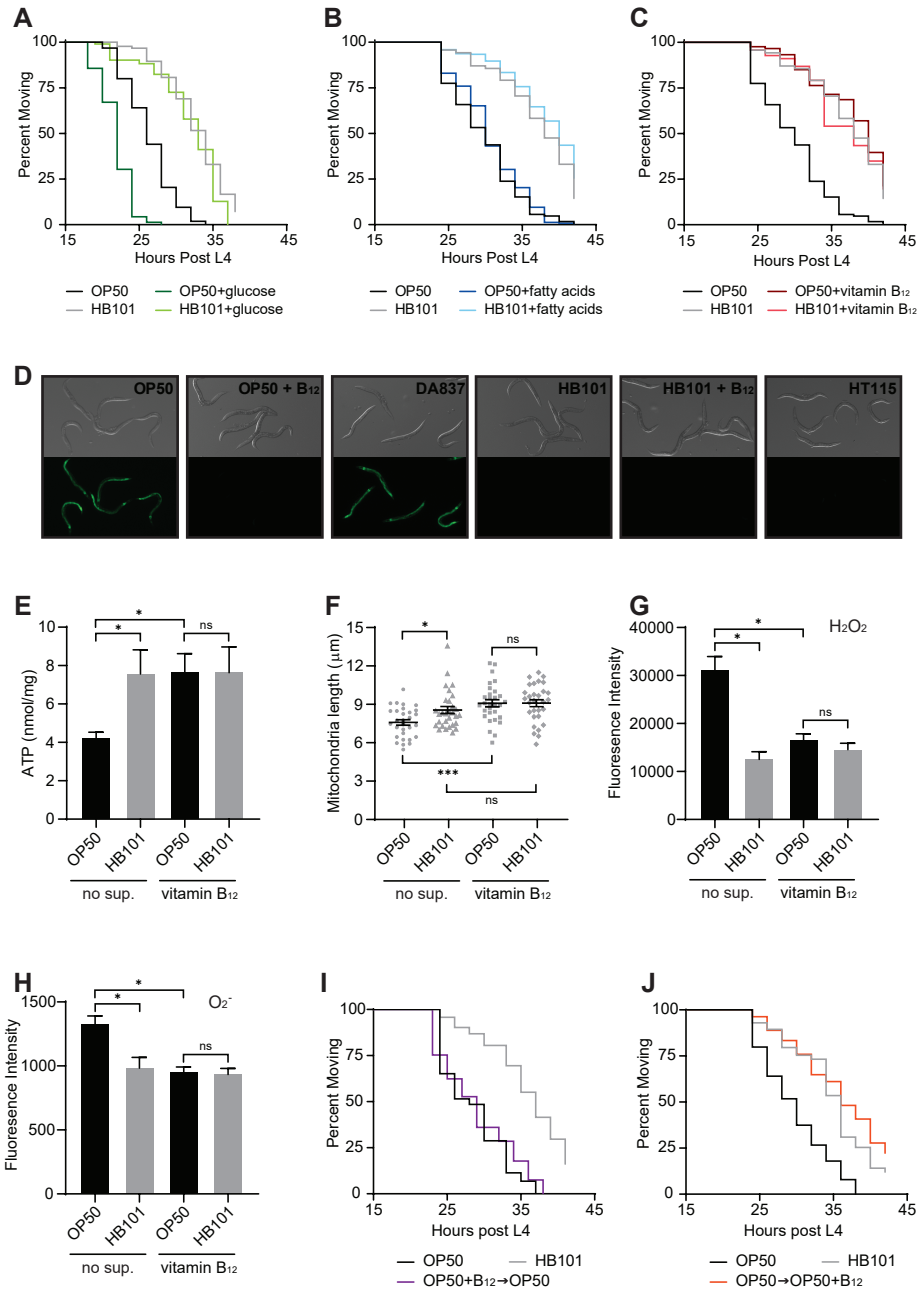 A
Percent Moving
100
75
50
25
0
15 25 35 45
Hours Post L4
OP50
OP50+glucose
HB101
HB101+glucose
B
Percent Moving
100
75
50
25
0
15 25 35 45
Hours Post L4
OP50
OP50+fatty acids
HB101
HB101+fatty acids
C
Percent Moving
100
75
50
25
0
15 25 35 45
Hours Post L4
OP50
OP50+vitamin B₁₂
HB101
HB101+vitamin B₁₂
D
OP50
OP50 + B₁₂
DA837
HB101
HB101 + B₁₂
HT115
E
ATP (nmol/mg)
10
8
6
4
2
0
*
*
ns
OP50
HB101
OP50
HB101
no sup.
vitamin B₁₂
F
Mitochondria length (μm)
15
12
9
6
3
0
*
ns
***
ns
OP50
HB101
OP50
HB101
no sup.
vitamin B₁₂
G
H₂O₂
Fluoresence Intensity
40000
30000
20000
10000
0
*
*
ns
OP50
HB101
OP50
HB101
no sup.
vitamin B₁₂
H
O₂⁻
Fluoresence Intensity
1500
1000
500
0
*
*
ns
OP50
HB101
OP50
HB101
no sup.
vitamin B₁₂
I
Percent Moving
100
75
50
25
0
15 25 35 45
Hours post L4
OP50
HB101
OP50+B₁₂→OP50
J
Percent Moving
100
75
50
25
0
15 25 35 45
Hours post L4
OP50
HB101
OP50→OP50+B₁₂